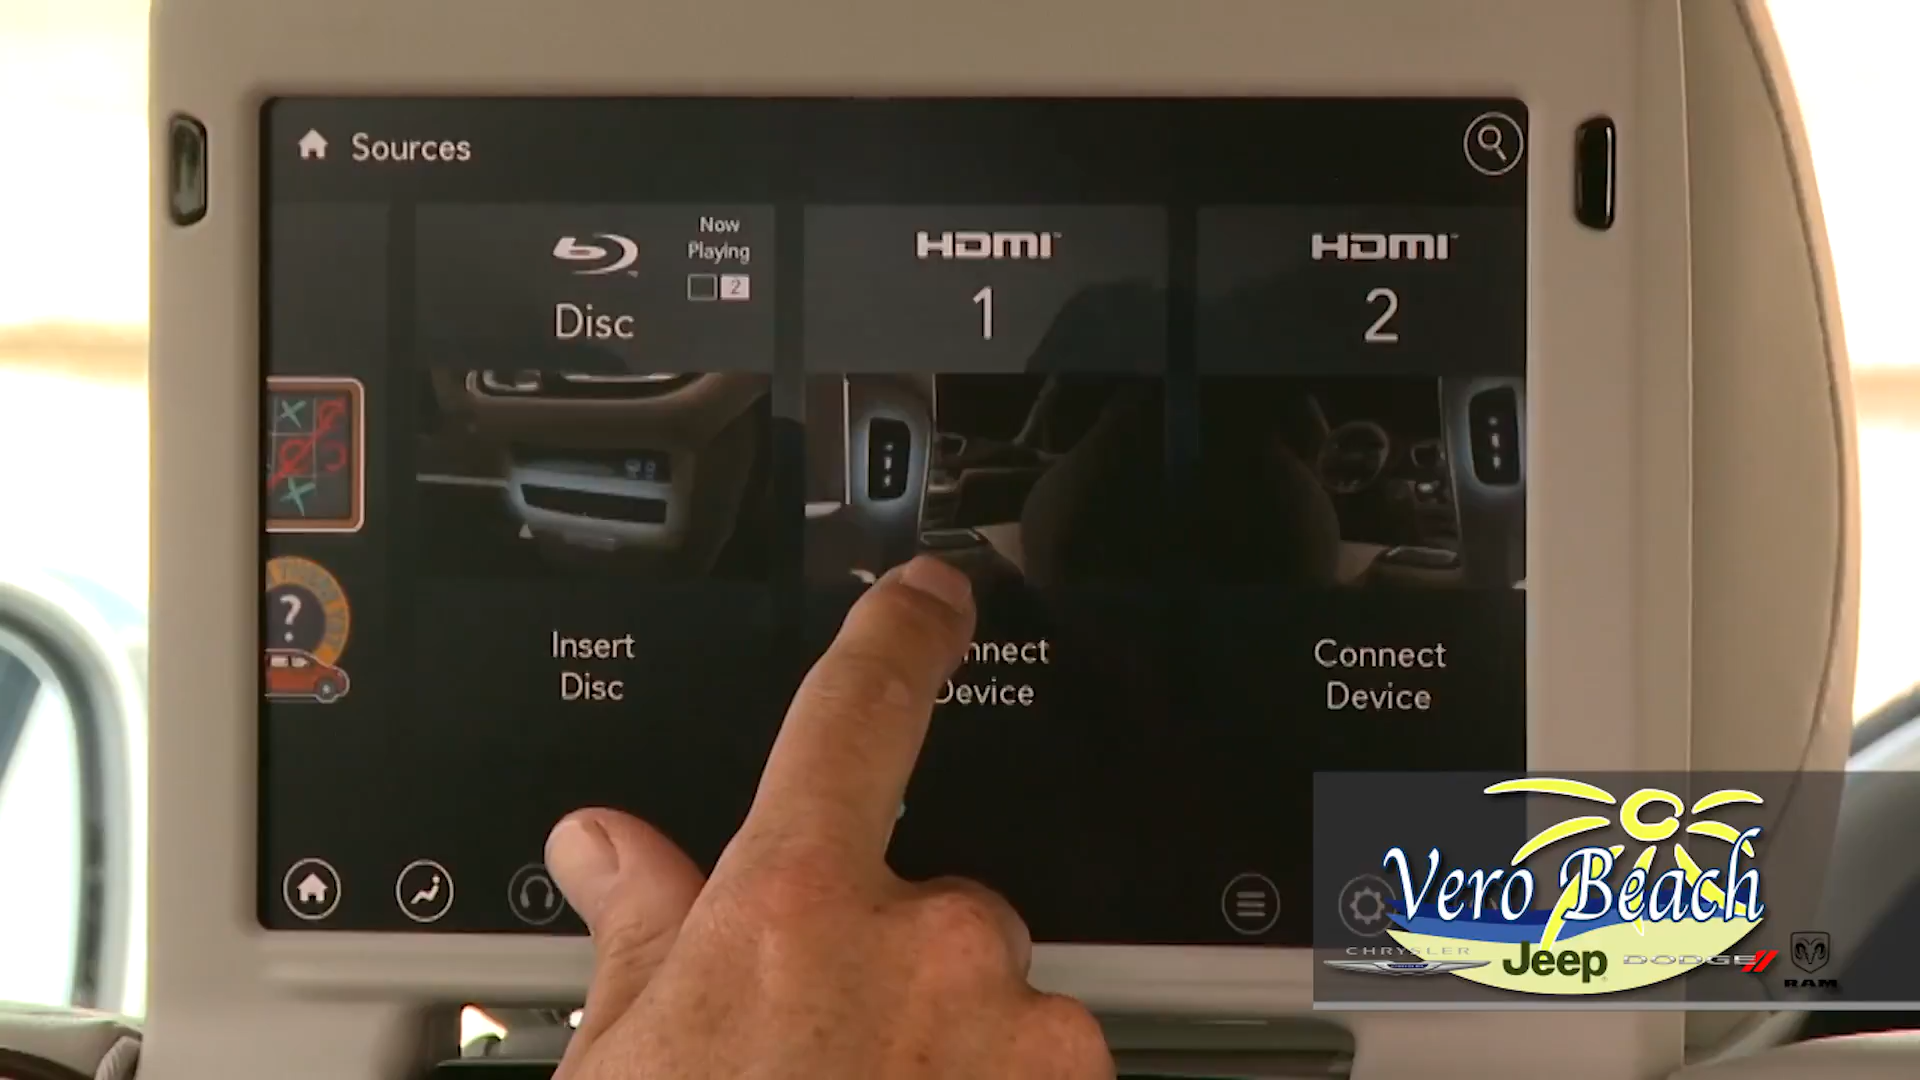 Sources
Now
Playing
2
Disc
HDMI
1
HDMI
2
?
Insert
Disc
nnect
Device
Connect
Device
Vero Beach
CHRYSLER
Jeep
DODGE
RAM